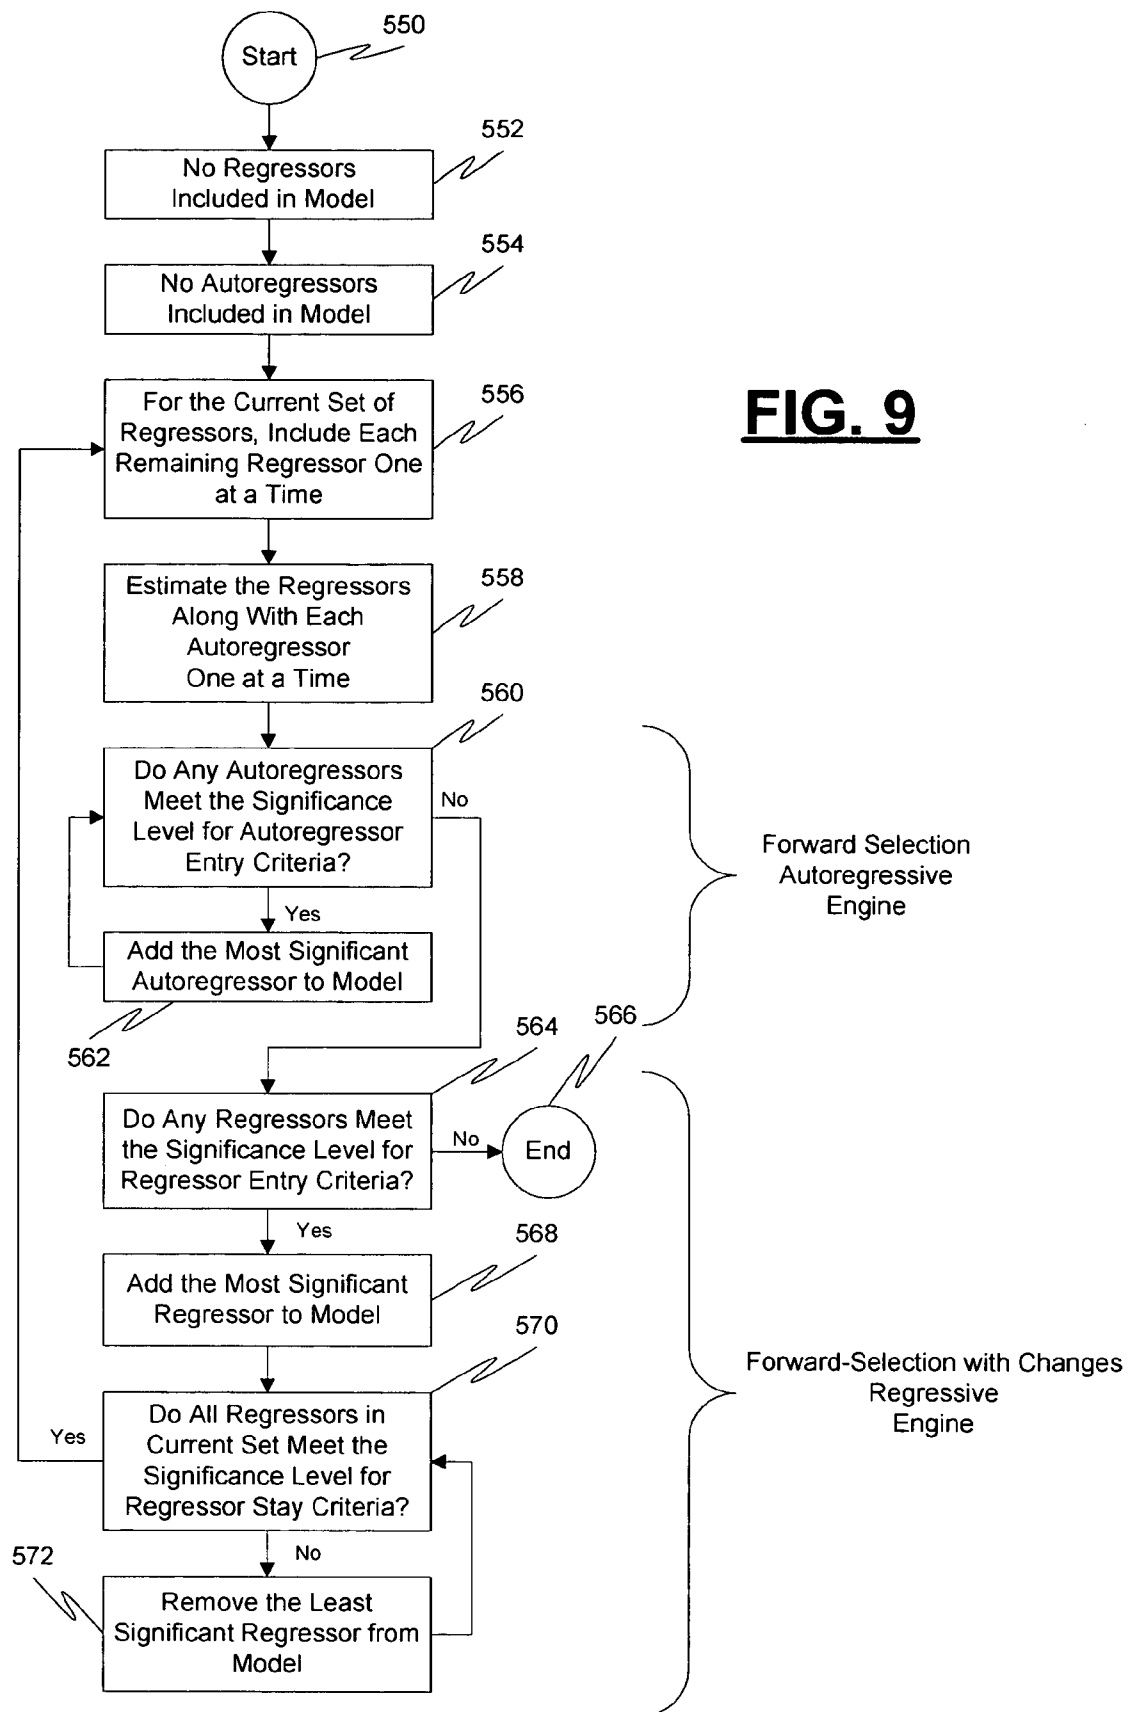 550
Start
552
No Regressors
Included in Model
554
No Autoregressors
Included in Model
556
For the Current Set of
Regressors, Include Each
Remaining Regressor One
at a Time
FIG. 9
558
Estimate the Regressors
Along With Each
Autoregressor
One at a Time
560
Do Any Autoregressors
Meet the Significance
Level for Autoregressor
Entry Criteria?
No
Yes
Add the Most Significant
Autoregressor to Model
562
Forward Selection
Autoregressive
Engine
564
566
Do Any Regressors Meet
the Significance Level for
Regressor Entry Criteria?
No
End
Yes
568
Add the Most Significant
Regressor to Model
570
Do All Regressors in
Current Set Meet the
Significance Level for
Regressor Stay Criteria?
Yes
No
572
Remove the Least
Significant Regressor from
Model
Forward-Selection with Changes
Regressive
Engine